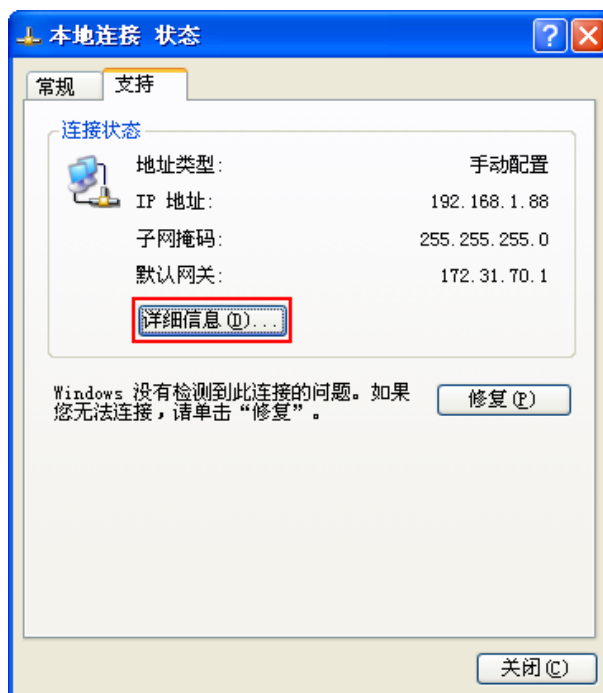 本地连接 状态
常规 支持
连接状态
地址类型: 手动配置
IP 地址: 192.168.1.88
子网掩码: 255.255.255.0
默认网关: 172.31.70.1
详细信息(D)...
Windows 没有检测到此连接的问题。如果
您无法连接，请单击“修复”。
修复(P)
关闭(C)